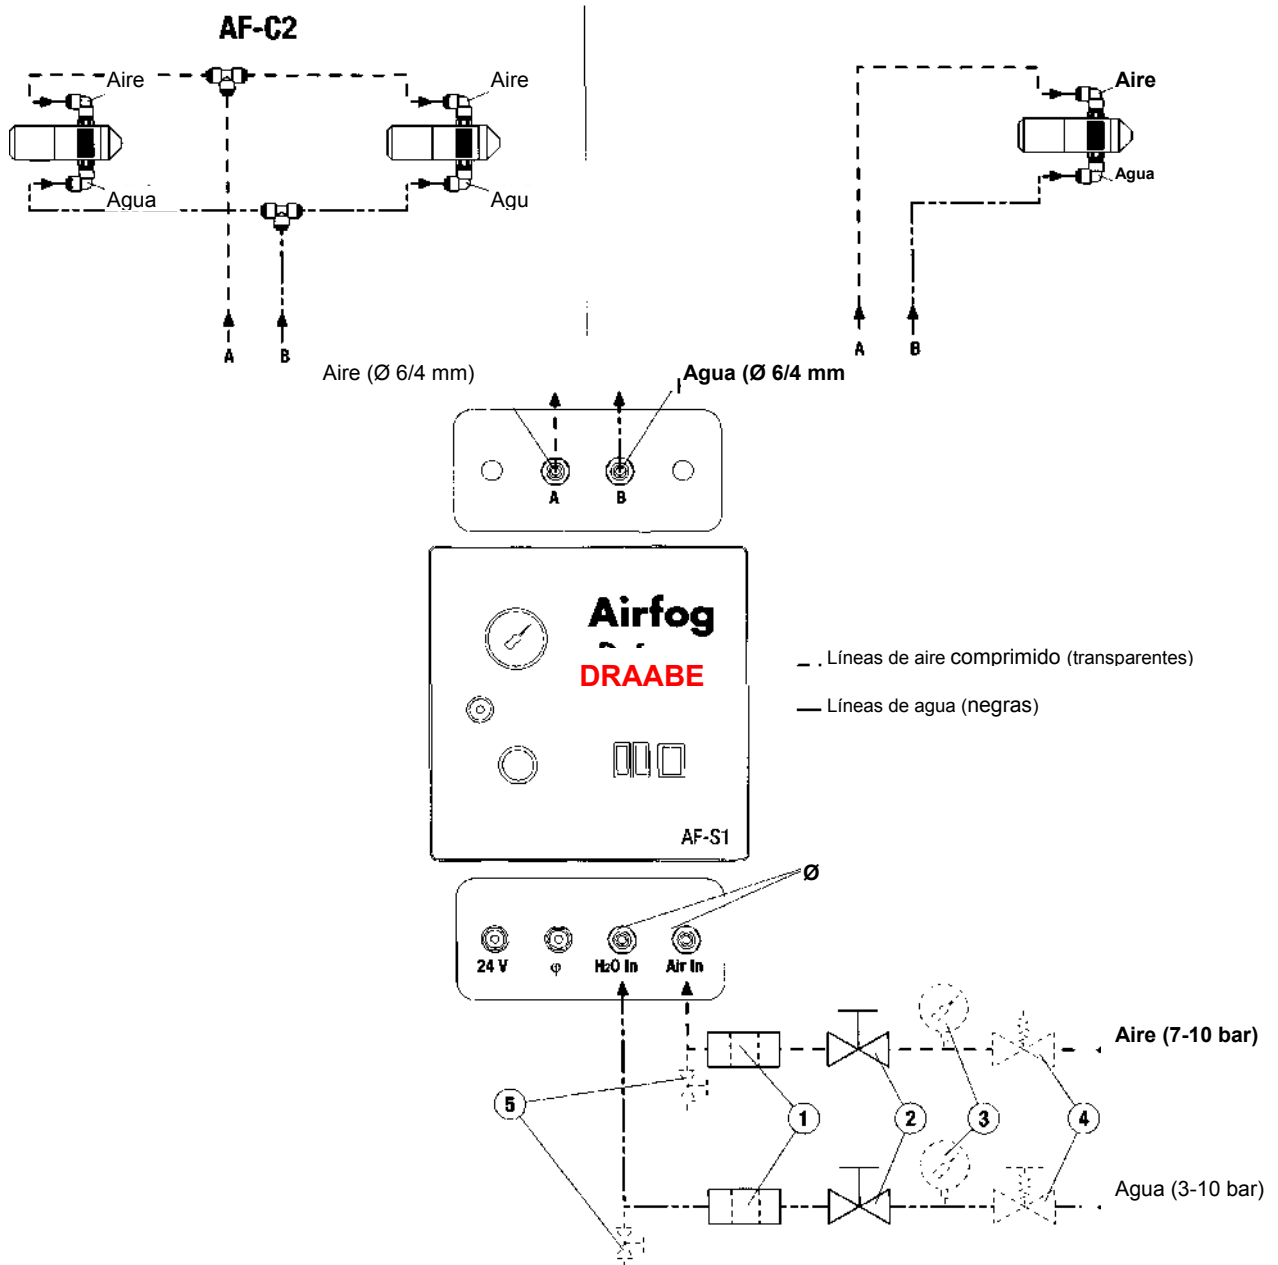 AF-C2
Aire
Aire
Aire
Agua
Agu
Agua
A
B
A
B
Aire (Ø 6/4 mm)
Agua (Ø 6/4 mm
A
B
Airfog
DRAABE
Líneas de aire comprimido (transparentes)
Líneas de agua (negras)
AF-S1
Ø
24 V
φ
H2O In
Air In
Aire (7-10 bar)
5
1
2
3
4
Agua (3-10 bar)